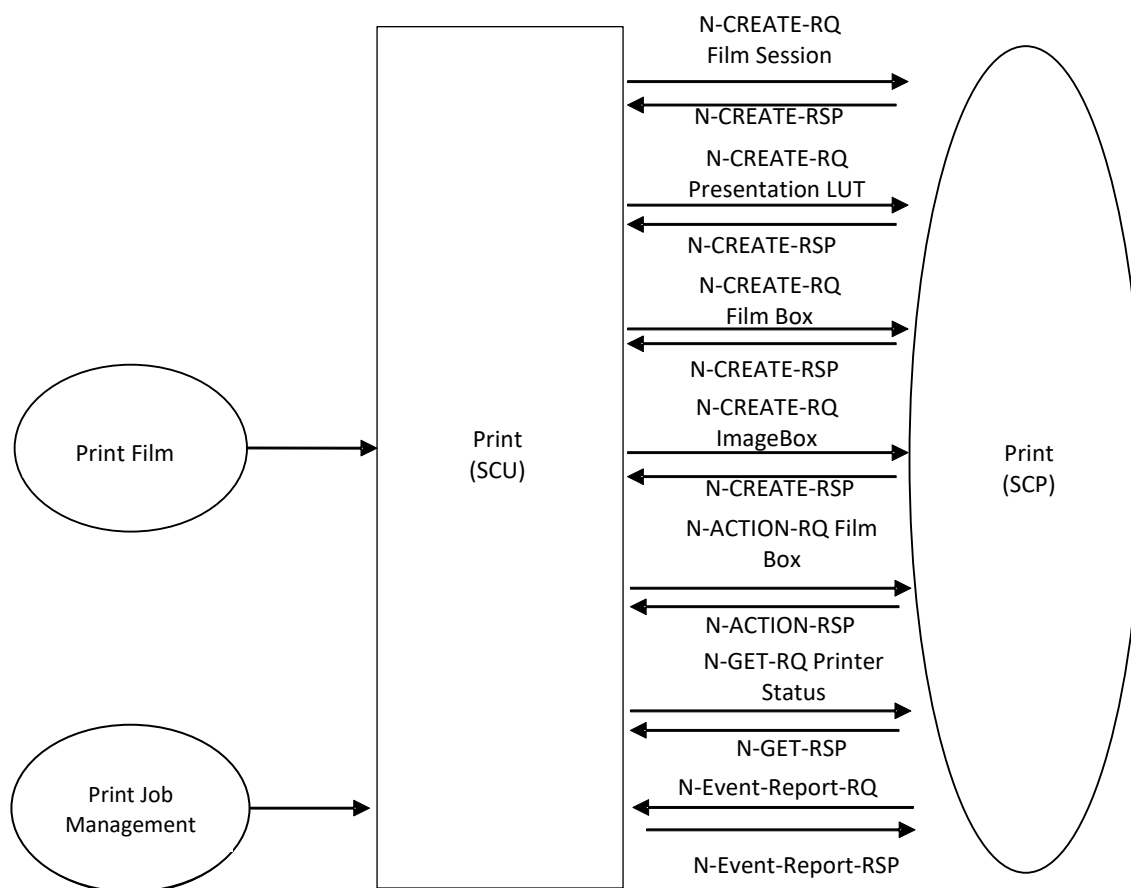 N-CREATE-RQ
Film Session
N-CREATE-RSP
N-CREATE-RQ
Presentation LUT
N-CREATE-RSP
N-CREATE-RQ
Film Box
N-CREATE-RSP
N-CREATE-RQ
ImageBox
N-CREATE-RSP
N-ACTION-RQ Film
Box
N-ACTION-RSP
N-GET-RQ Printer
Status
N-GET-RSP
N-Event-Report-RQ
N-Event-Report-RSP
Print Film
Print
(SCU)
Print
(SCP)
Print Job
Management